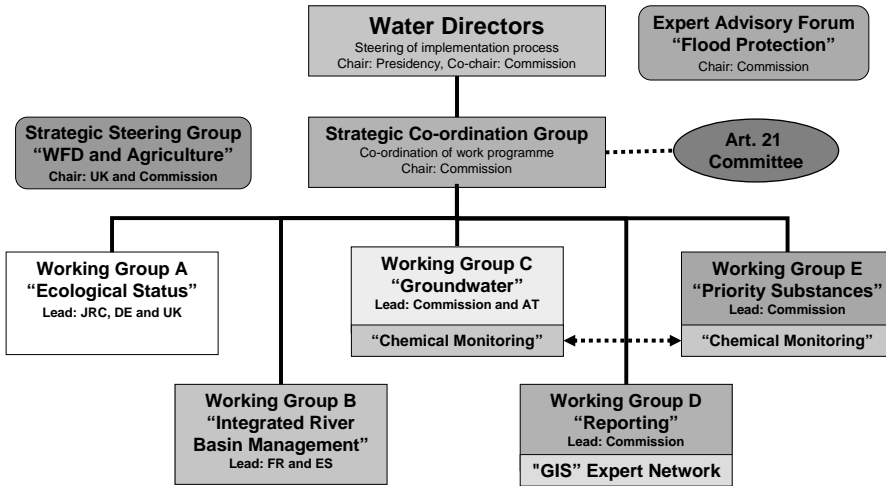 Water Directors
Steering of implementation process
Chair: Presidency, Co-chair: Commission
Expert Advisory Forum
“Flood Protection”
Chair: Commission
Strategic Steering Group
“WFD and Agriculture”
Chair: UK and Commission
Strategic Co-ordination Group
Co-ordination of work programme
Chair: Commission
Art. 21
Committee
Working Group A
“Ecological Status”
Lead: JRC, DE and UK
Working Group C
“Groundwater”
Lead: Commission and AT
“Chemical Monitoring”
Working Group E
“Priority Substances”
Lead: Commission
“Chemical Monitoring”
Working Group B
“Integrated River
Basin Management”
Lead: FR and ES
Working Group D
“Reporting”
Lead: Commission
"GIS” Expert Network